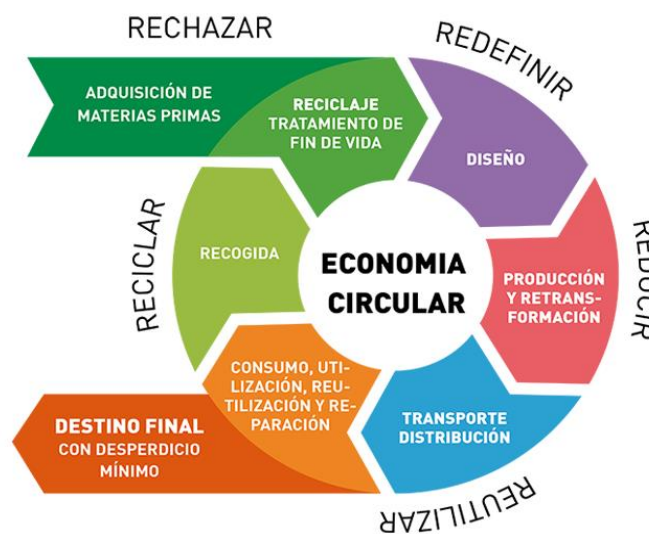 RECHAZAR
REDEFINIR
ADQUISICIÓN DE
MATERIAS PRIMAS
RECICLAJE
TRATAMIENTO DE
FIN DE VIDA
DISEÑO
RECICLAR
RECOGIDA
ECONOMIA
CIRCULAR
PRODUCCIÓN
Y RETRANS-
FORMACIÓN
REDUCIR
CONSUMO, UTI-
LIZACIÓN, REU-
TILIZACIÓN Y RE-
PARACIÓN
TRANSPORTE
DISTRIBUCIÓN
DESTINO FINAL
CON DESPERDICIO
MÍNIMO
REUTILIZAR